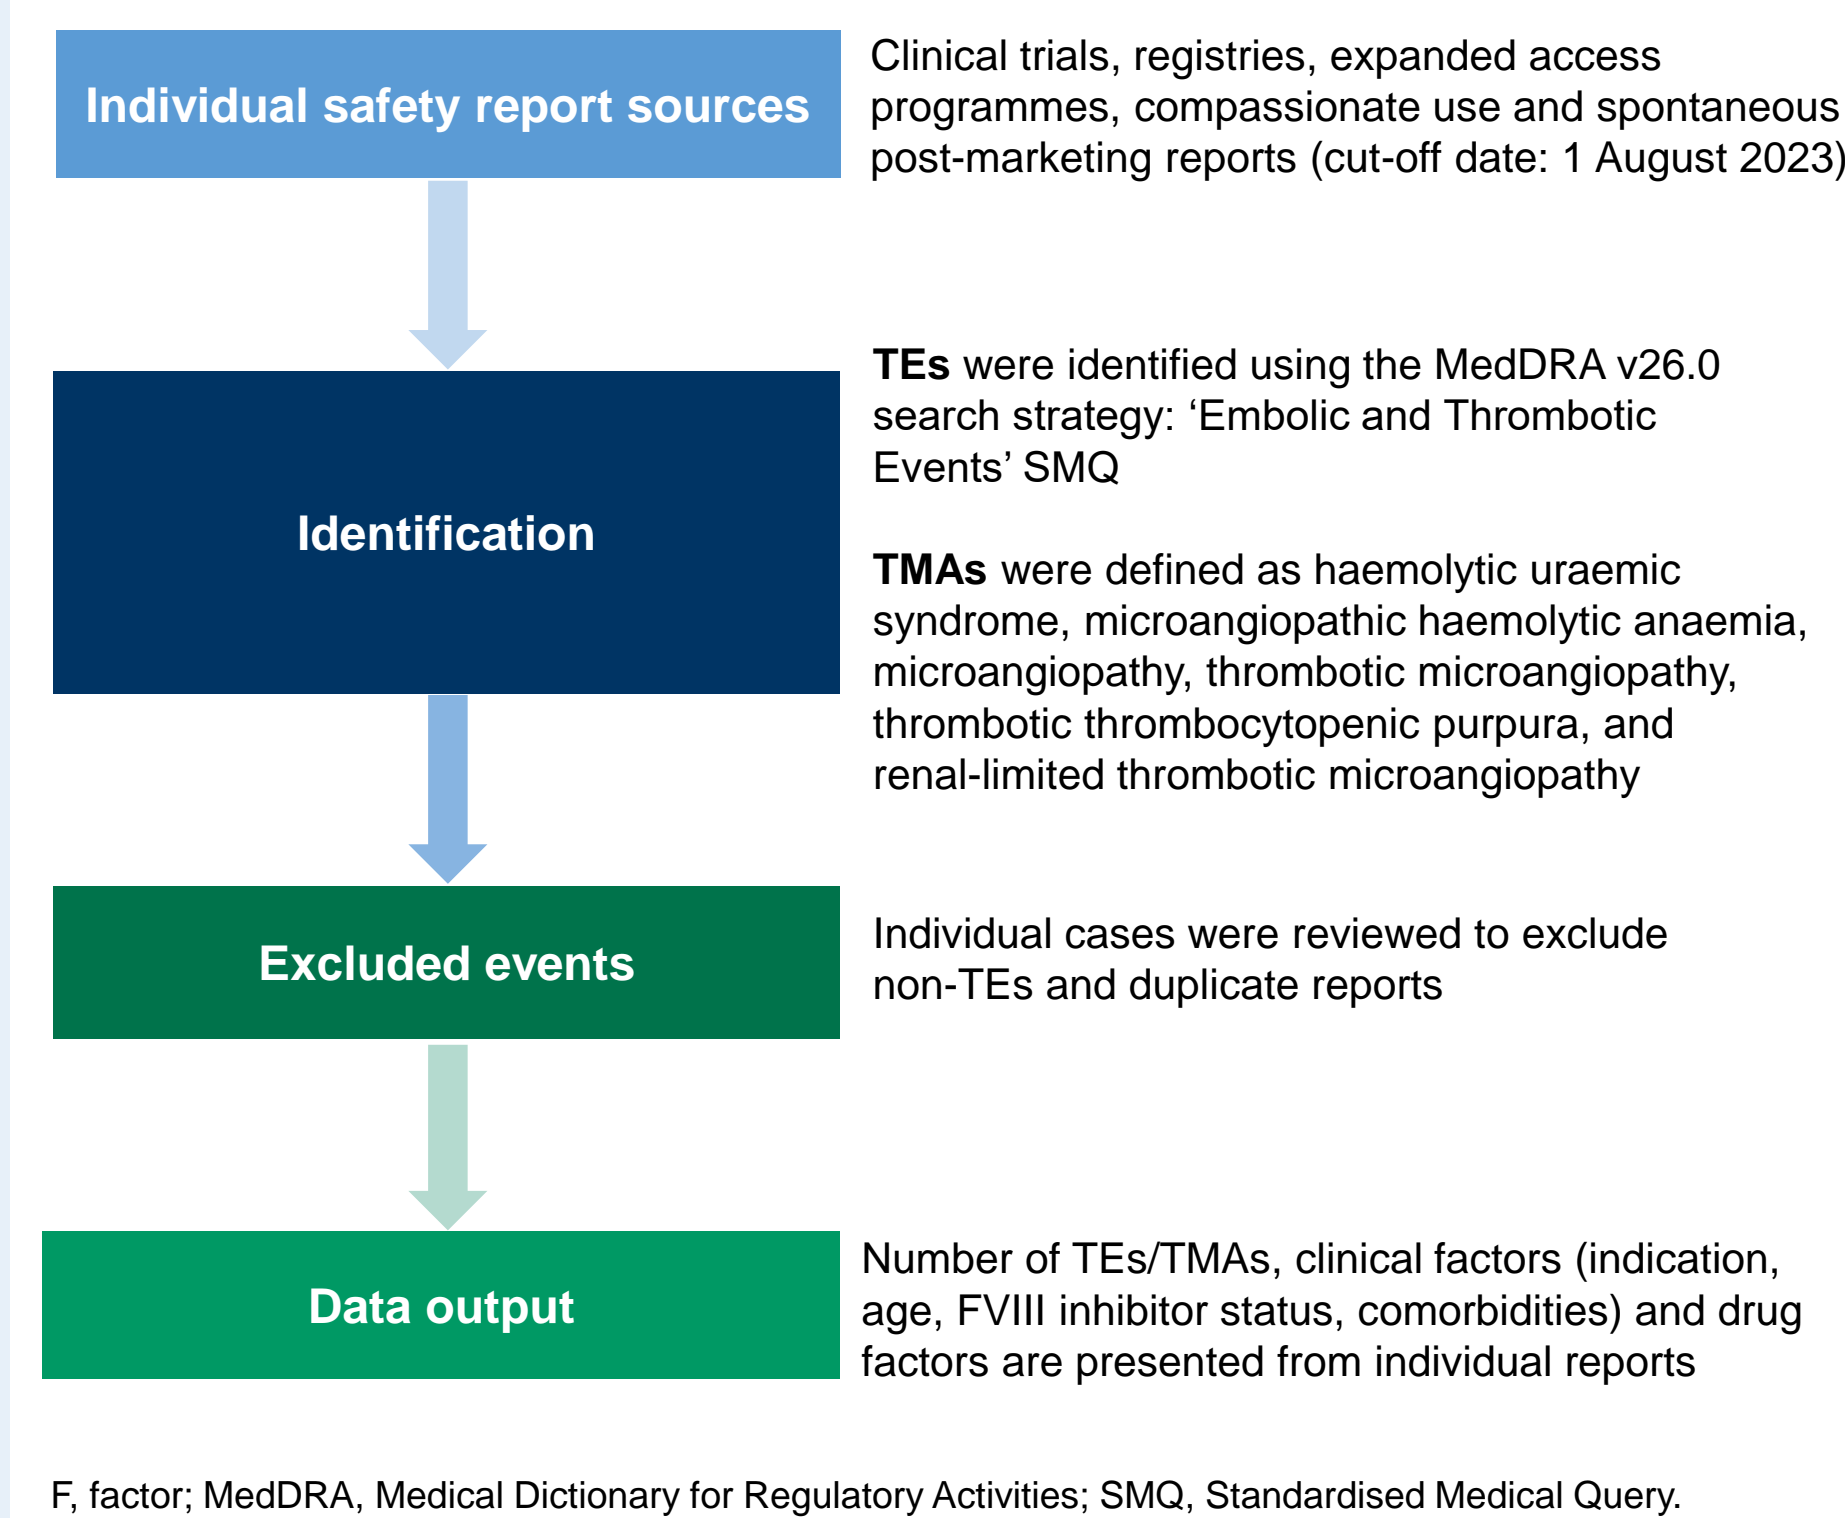 Individual safety report sources
Clinical trials, registries, expanded access
programmes, compassionate use and spontaneous
post-marketing reports (cut-off date: 1 August 2023)
Identification
TEs were identified using the MedDRA v26.0
search strategy: ‘Embolic and Thrombotic
Events’ SMQ
TMAs were defined as haemolytic uraemic
syndrome, microangiopathic haemolytic anaemia,
microangiopathy, thrombotic microangiopathy,
thrombotic thrombocytopenic purpura, and
renal-limited thrombotic microangiopathy
Excluded events
Individual cases were reviewed to exclude
non-TEs and duplicate reports
Data output
Number of TEs/TMAs, clinical factors (indication,
age, FVIII inhibitor status, comorbidities) and drug
factors are presented from individual reports
F, factor; MedDRA, Medical Dictionary for Regulatory Activities; SMQ, Standardised Medical Query.